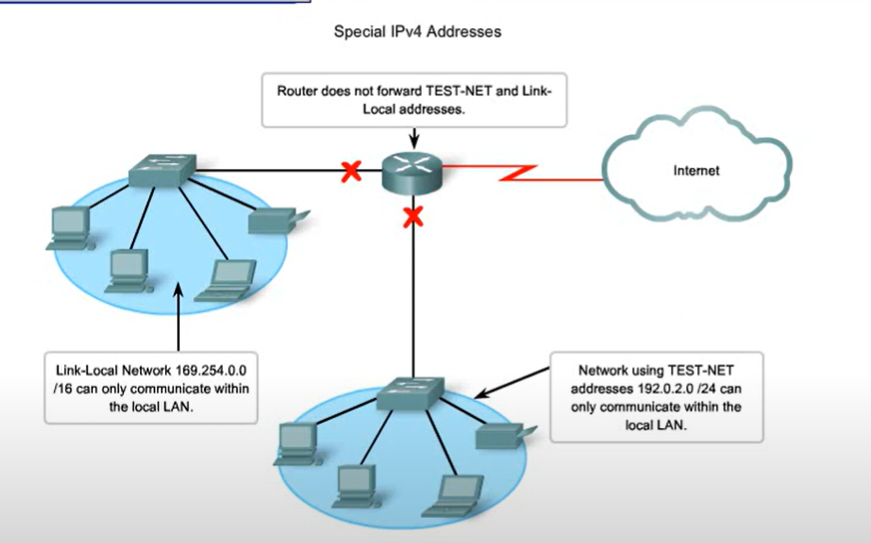 Special IPv4 Addresses
Router does not forward TEST-NET and Link-
Local addresses.
Internet
Link-Local Network 169.254.0.0
/16 can only communicate within
the local LAN.
Network using TEST-NET
addresses 192.0.2.0 /24 can
only communicate within the
local LAN.